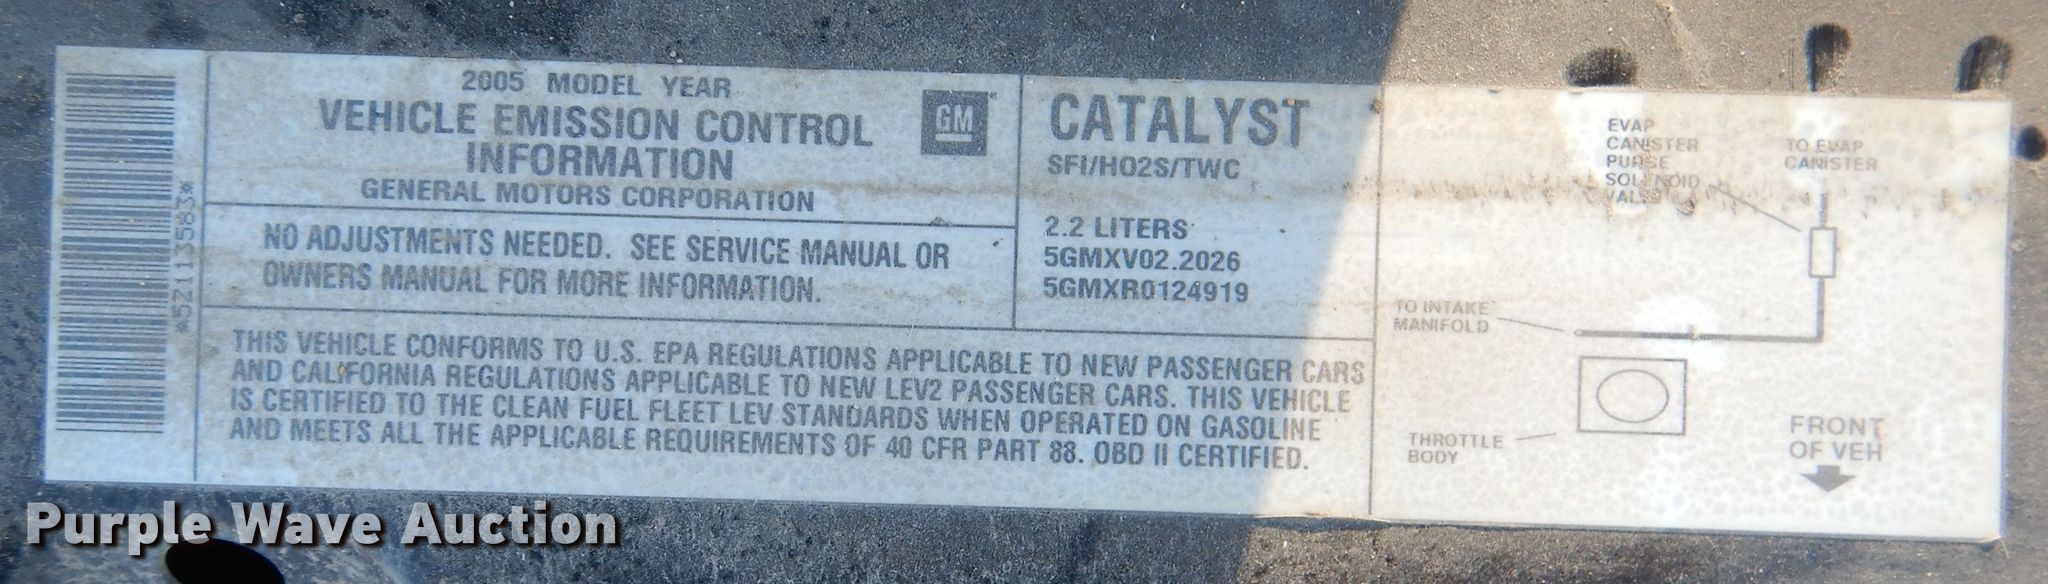 *5Z1135583*
2005 MODEL YEAR
VEHICLE EMISSION CONTROL
INFORMATION
GENERAL MOTORS CORPORATION
GM
NO ADJUSTMENTS NEEDED. SEE SERVICE MANUAL OR
OWNERS MANUAL FOR MORE INFORMATION.
CATALYST
SFI/HO2S/TWC
2.2 LITERS
5GMXV02.2026
5GMXR0124919
THIS VEHICLE CONFORMS TO U.S. EPA REGULATIONS APPLICABLE TO NEW PASSENGER CARS
AND CALIFORNIA REGULATIONS APPLICABLE TO NEW LEV2 PASSENGER CARS. THIS VEHICLE
IS CERTIFIED TO THE CLEAN FUEL FLEET LEV STANDARDS WHEN OPERATED ON GASOLINE
AND MEETS ALL THE APPLICABLE REQUIREMENTS OF 40 CFR PART 88. OBD II CERTIFIED.
EVAP
CANISTER
PURGE
SOLENOID
VALVE
TO EVAP
CANISTER
TO INTAKE
MANIFOLD
THROTTLE
BODY
FRONT
OF VEH
Purple Wave Auction